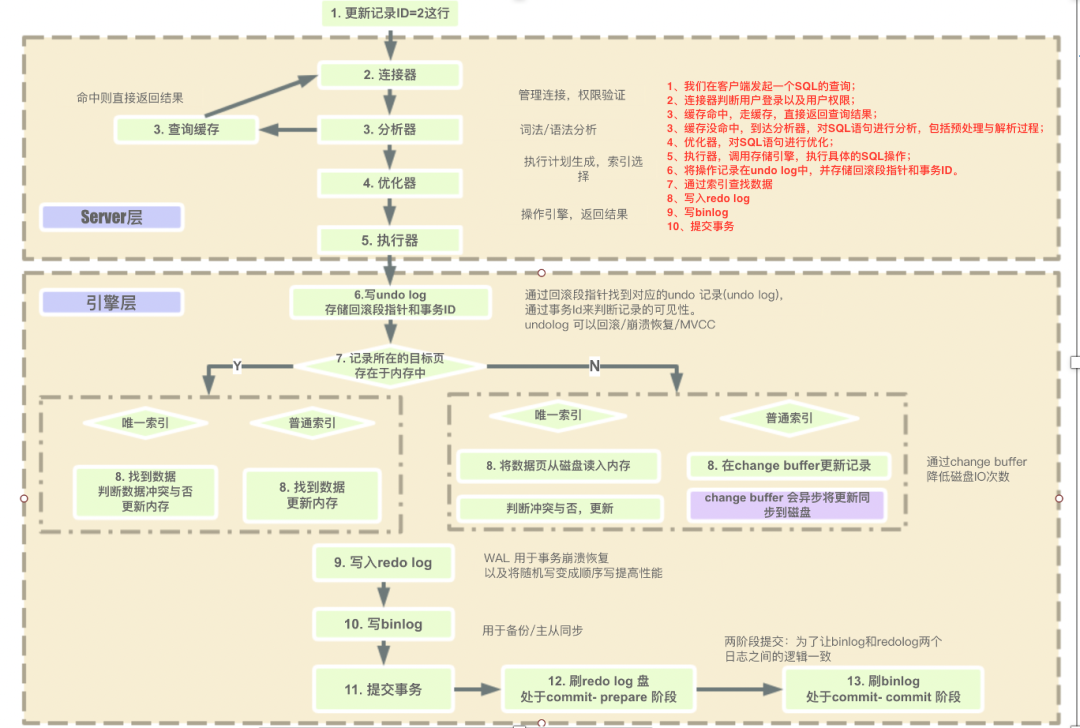 1. 更新记录ID=2这行
2. 连接器
命中则直接返回结果
管理连接，权限验证
3. 查询缓存
3. 分析器
词法/语法分析
4. 优化器
执行计划生成，索引选
择
Server层
5. 执行器
操作引擎，返回结果
1、我们在客户端发起一个SQL的查询；
2、连接器判断用户登录以及用户权限；
3、缓存命中，走缓存，直接返回查询结果；
3、缓存没命中，到达分析器，对SQL语句进行分析，包括预处理与解析过程；
4、优化器，对SQL语句进行优化；
5、执行器，调用存储引擎，执行具体的SQL操作；
6、将操作记录在undo log中，并存储回滚段指针和事务ID。
7、通过索引查找数据
8、写入redo log
9、写binlog
10、提交事务
引擎层
6.写undo log
存储回滚段指针和事务ID
通过回滚段指针找到对应的undo 记录(undo log)，
通过事务Id来判断记录的可见性。
undolog 可以回滚/崩溃恢复/MVCC
7. 记录所在的目标页
存在于内存中
Y
N
唯一索引
普通索引
8. 找到数据
判断数据冲突与否
更新内存
8. 找到数据
更新内存
唯一索引
普通索引
8. 将数据页从磁盘读入内存
8. 在change buffer更新记录
判断冲突与否，更新
change buffer 会异步将更新同
步到磁盘
通过change buffer
降低磁盘IO次数
9. 写入redo log
WAL 用于事务崩溃恢复
以及将随机写变成顺序写提高性能
10. 写binlog
用于备份/主从同步
11. 提交事务
12. 刷redo log 盘
处于commit- prepare 阶段
两阶段提交：为了让binlog和redolog两个
日志之间的逻辑一致
13. 刷binlog
处于commit- commit 阶段